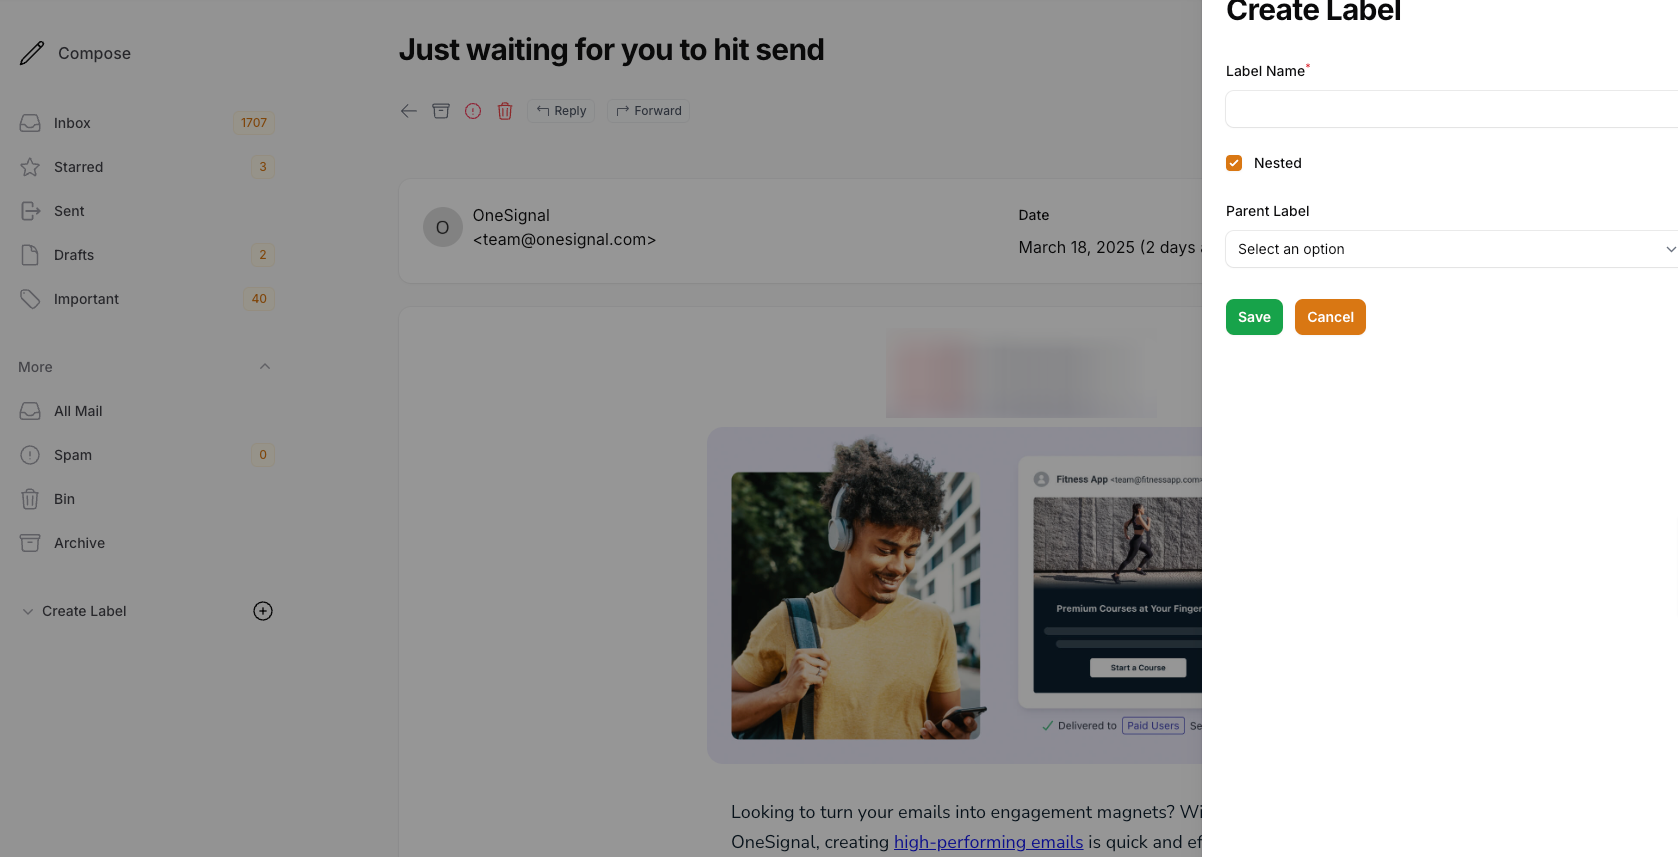 Compose
Inbox
1707
Starred
3
Sent
Drafts
2
Important
40
More
All Mail
Spam
0
Bin
Archive
Create Label
Just waiting for you to hit send
Reply
Forward
O
OneSignal
<team@onesignal.com>
Date
March 18, 2025 (2 days
Fitness App <team@fitnessapp.com
Premium Courses at Your Finger
Start a Course
Delivered to Paid Users Se
Looking to turn your emails into engagement magnets? Wi
OneSignal, creating high-performing emails is quick and ef
Create Label
Label Name*
Nested
Parent Label
Select an option
Save
Cancel